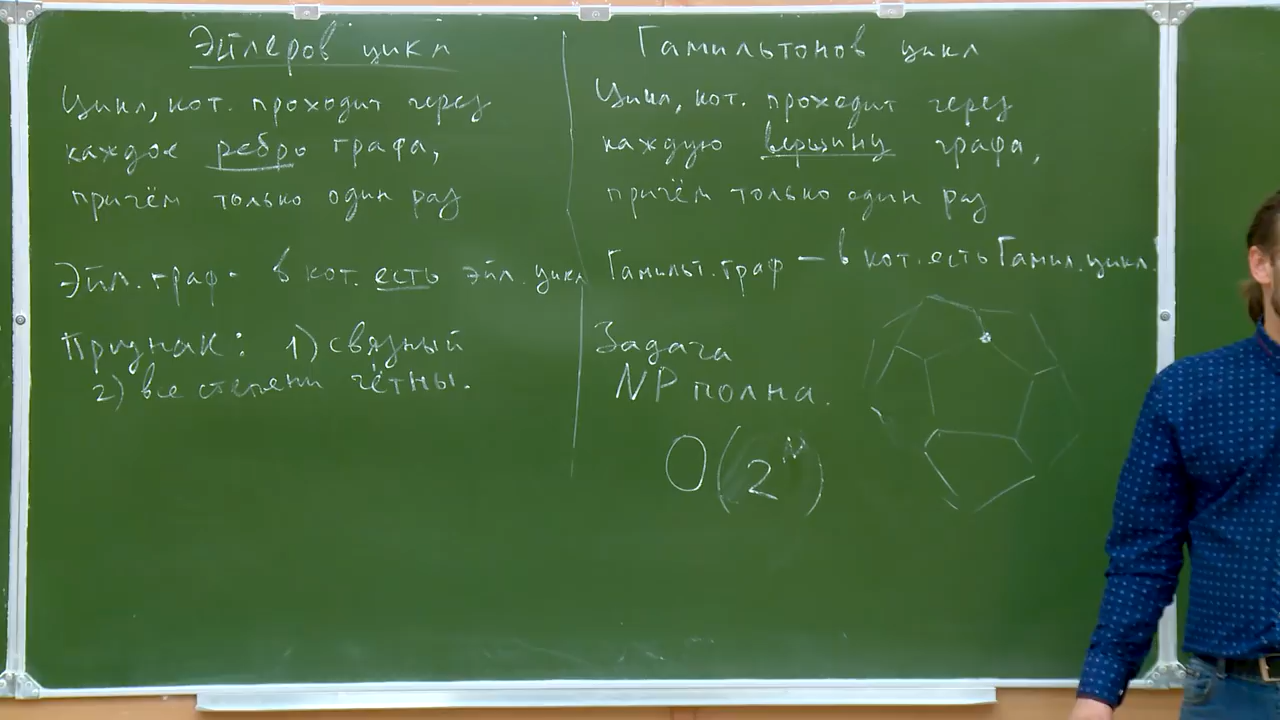 Эйлеров цикл
Цикл, кот. проходит через
каждое ребро графа,
причём только один раз
Эйл. граф - в кот. есть эйл. цикл
Признак: 1) связный
2) все степени чётны.
Гамильтонов цикл
Цикл, кот. проходит через
каждую вершину графа,
причём только один раз
Гамильт. граф — в кот. есть Гамил. цикл.
Задача
NP полна.
O(2^N)